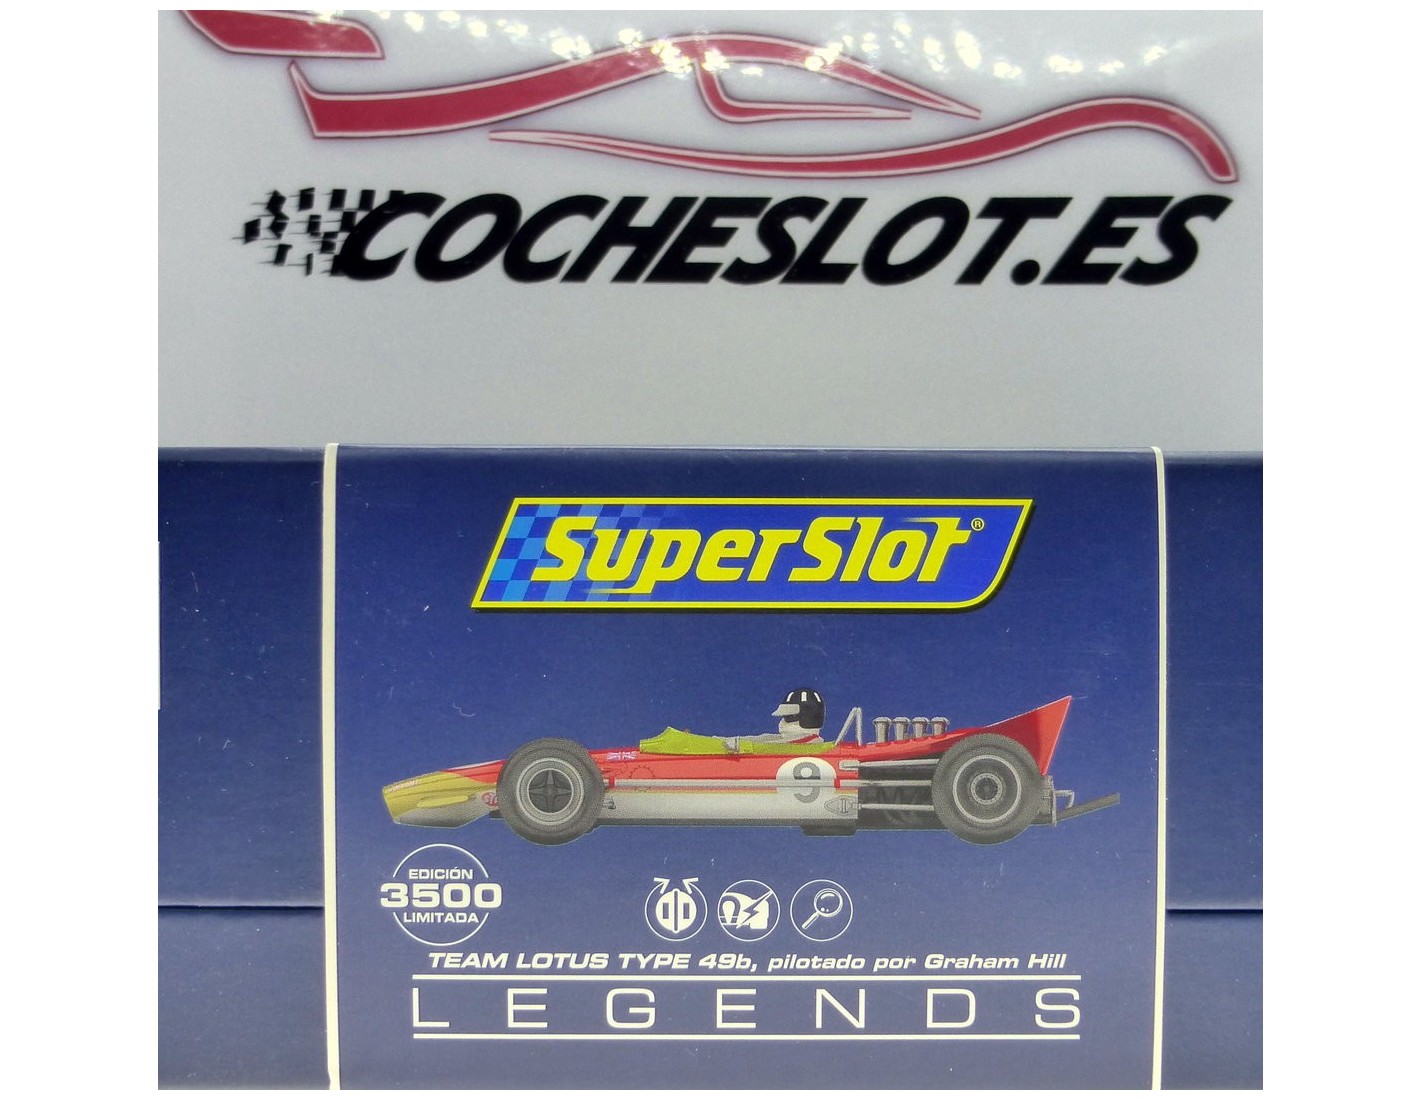 COCHESLOT.ES
SuperSlot®
9
EDICIÓN
3500
LIMITADA
TEAM LOTUS TYPE 49b, pilotado por Graham Hill
LEGENDS